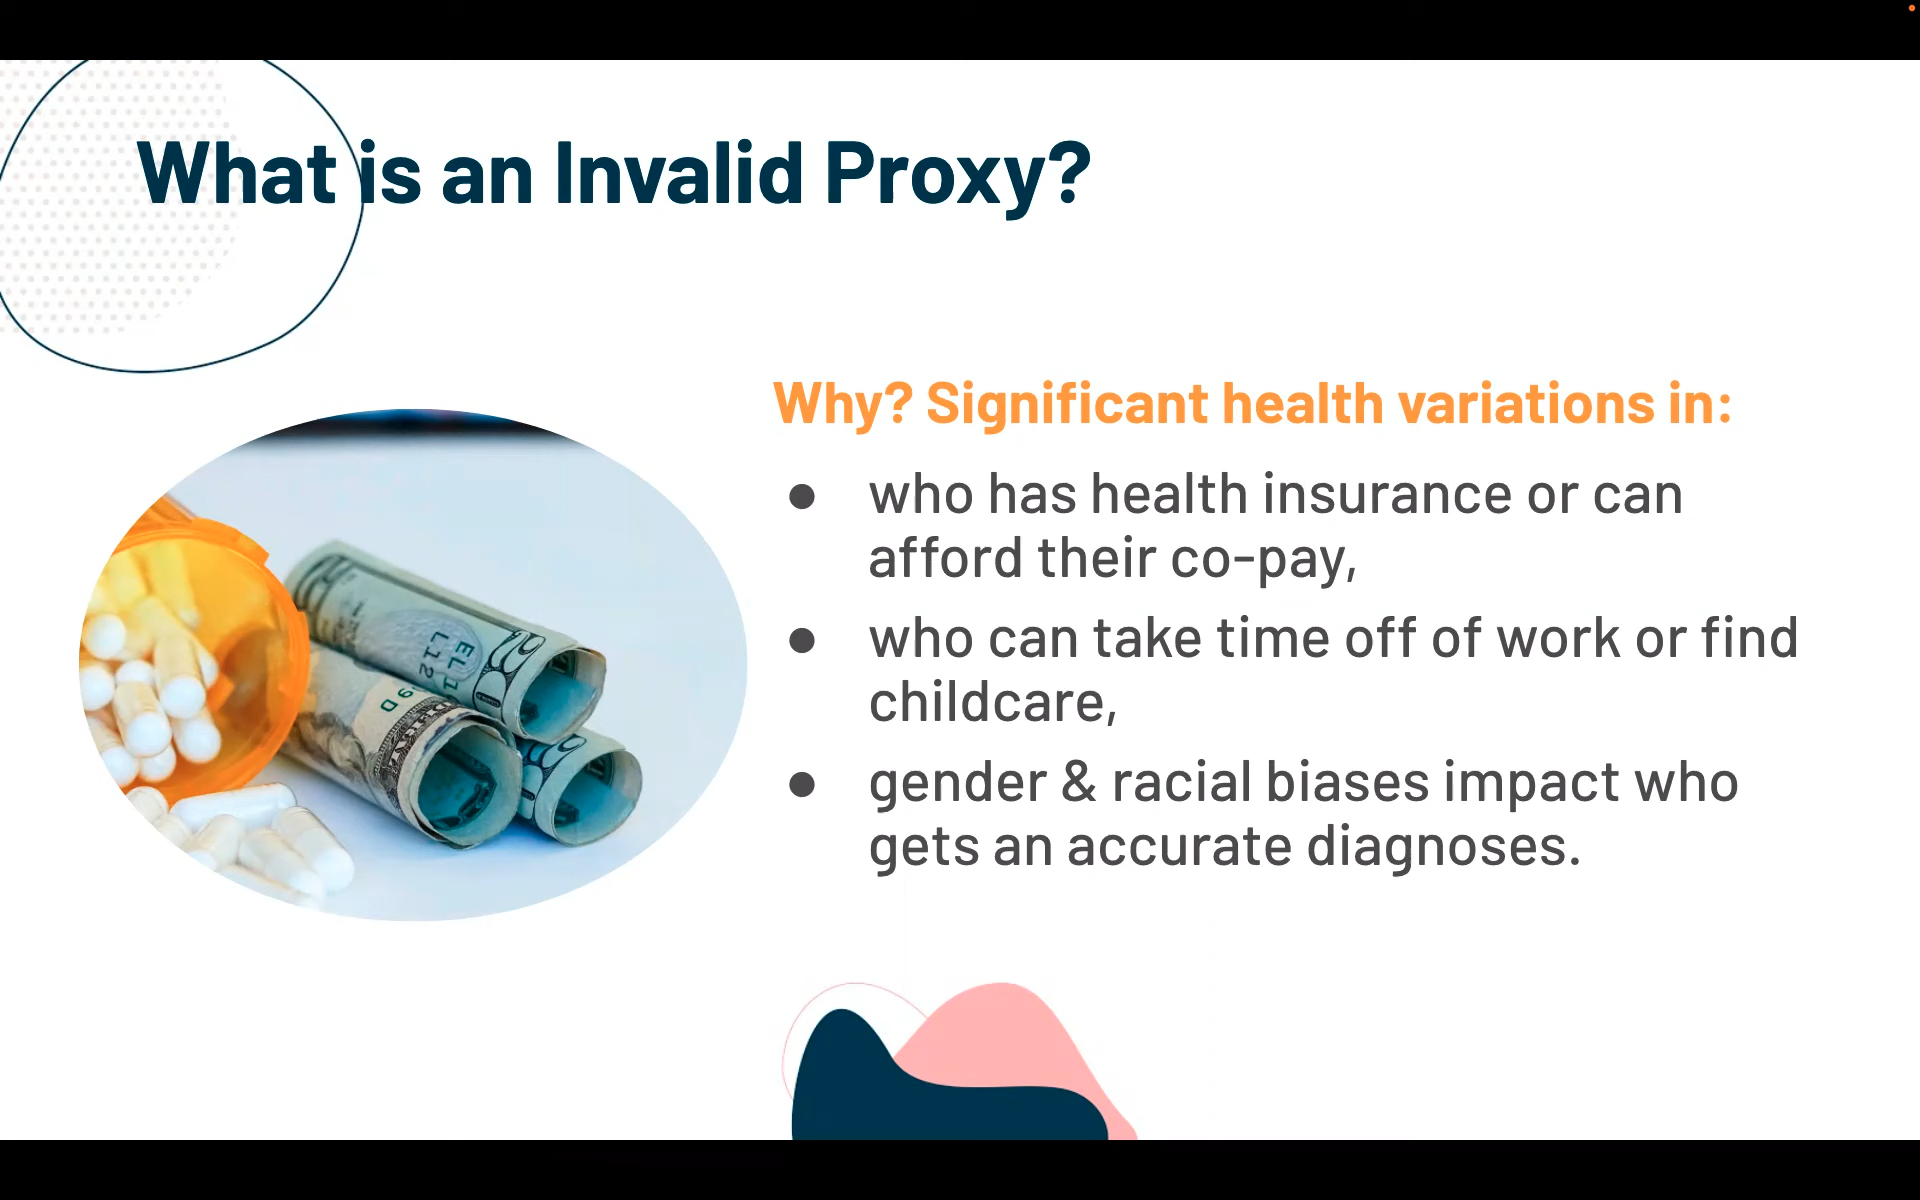 What is an Invalid Proxy?
Why? Significant health variations in:
● who has health insurance or can
afford their co-pay,
● who can take time off of work or find
childcare,
● gender & racial biases impact who
gets an accurate diagnoses.